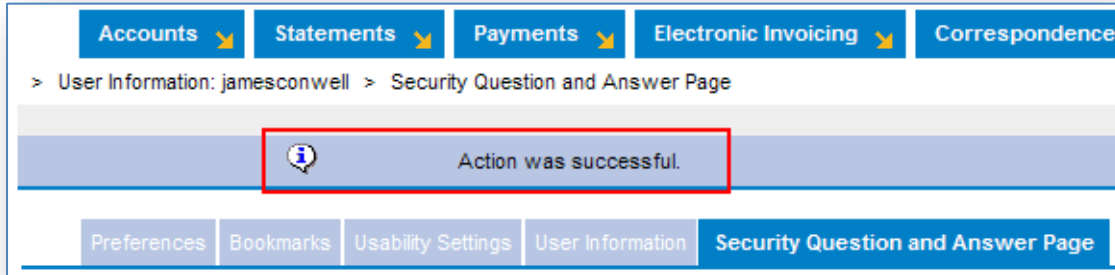 Accounts Statements Payments Electronic Invoicing Correspondence
> User Information: jamesconwell > Security Question and Answer Page
Action was successful.
Preferences Bookmarks Usability Settings User Information Security Question and Answer Page